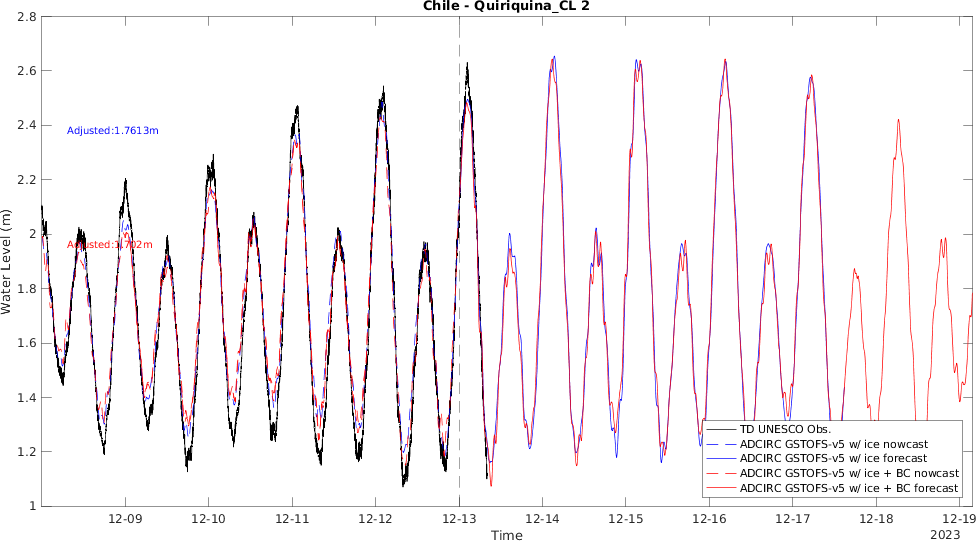 Chile - Quiriquina_CL 2
2.8
2.6
2.4
2.2
2
1.8
1.6
1.4
1.2
1
Water Level (m)
Adjusted:1.7613m
Adjusted:1.702m
TD UNESCO Obs.
ADCIRC GSTOFS-v5 w/ ice nowcast
ADCIRC GSTOFS-v5 w/ ice forecast
ADCIRC GSTOFS-v5 w/ ice + BC nowcast
ADCIRC GSTOFS-v5 w/ ice + BC forecast
12-09 12-10 12-11 12-12 12-13 12-14 12-15 12-16 12-17 12-18 12-19
Time
2023